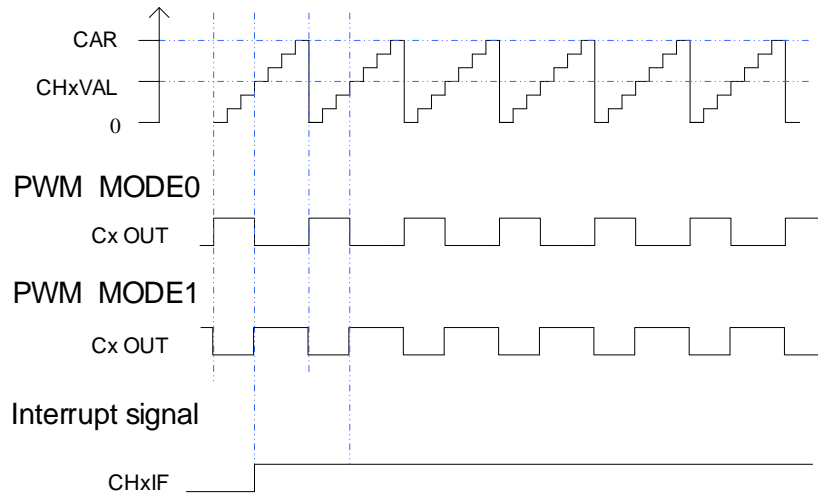 CAR
CHxVAL
0
PWM MODE0
Cx OUT
PWM MODE1
Cx OUT
Interrupt signal
CHxIF